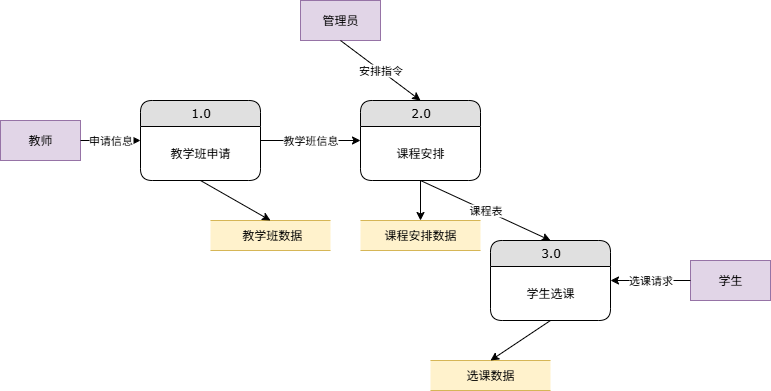 管理员
安排指令
1.0
2.0
教师
申请信息
教学班申请
教学班信息
课程安排
课程表
教学班数据
课程安排数据
3.0
学生选课
选课请求
学生
选课数据